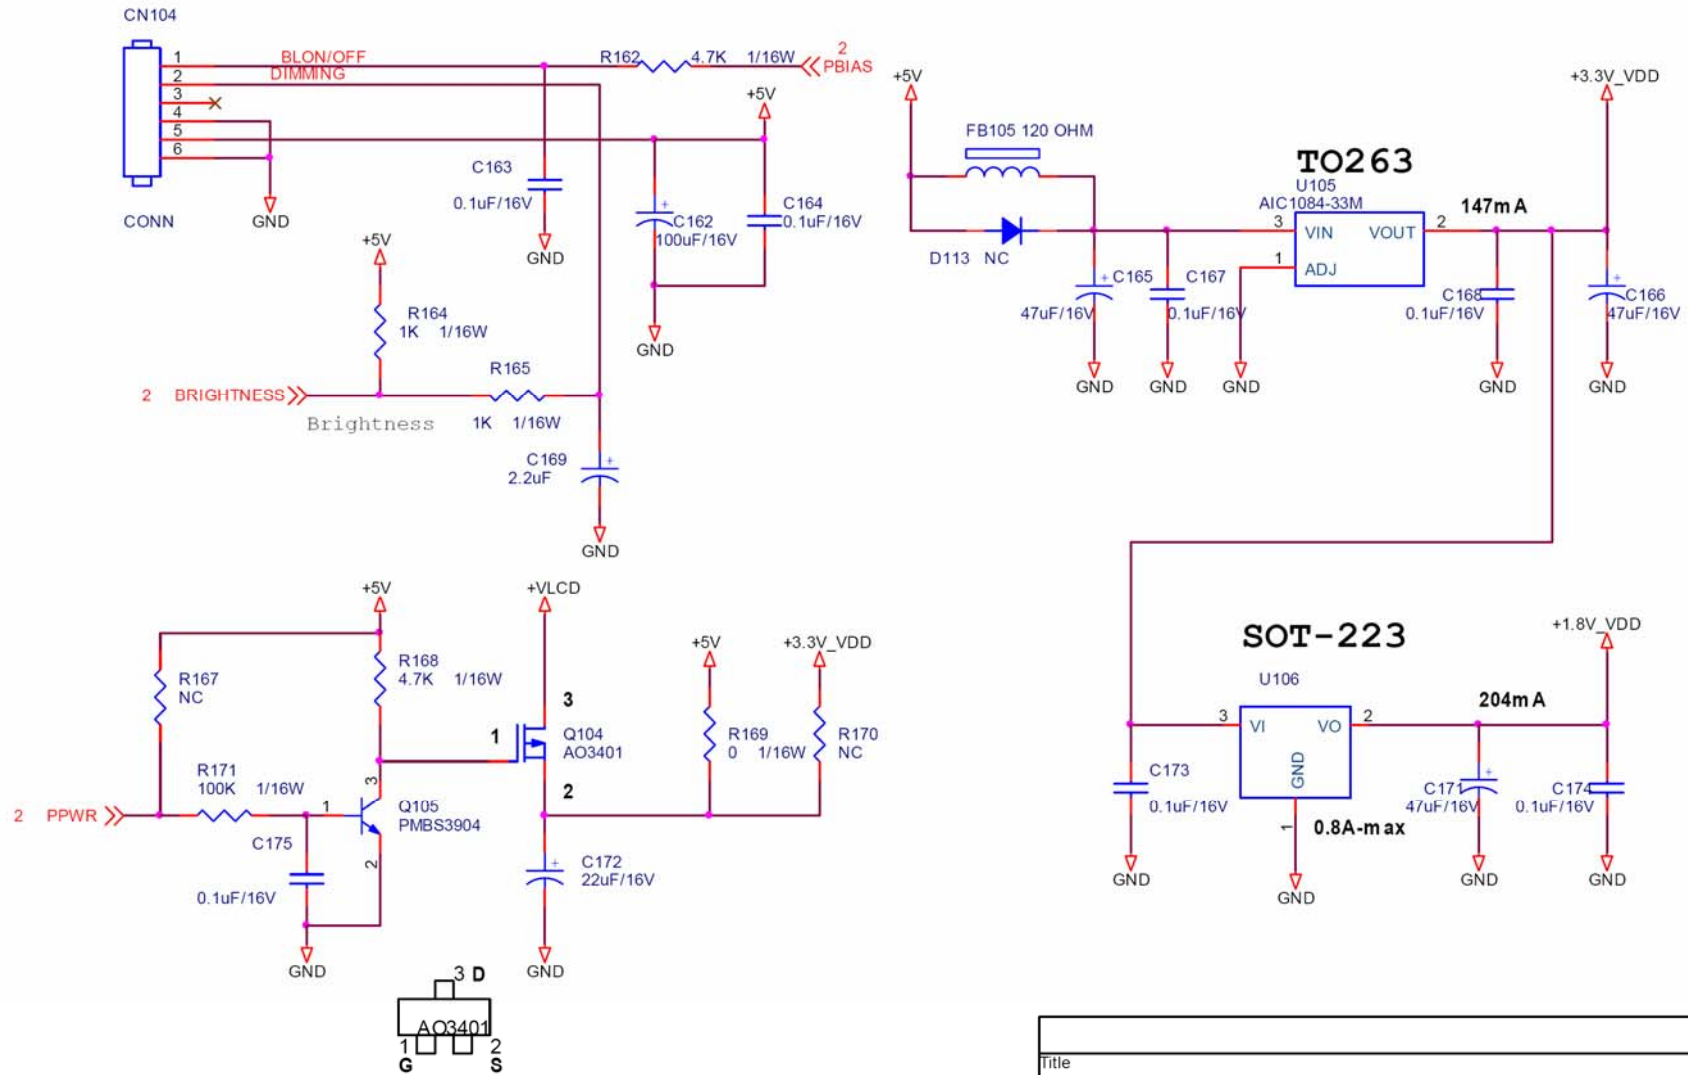 CN104
1 BLON/OFF
2 DIMMING
3
4
5
6
CONN
GND
R162 4.7K 1/16W
2
PBIAS
C163
0.1uF/16V
GND
+5V
C162
100uF/16V
C164
0.1uF/16V
GND
+5V
R164
1K 1/16W
2 BRIGHTNESS
Brightness
R165
1K 1/16W
C169
2.2uF
GND
+5V
FB105 120 OHM
D113 NC
TO263
U105
AIC1084-33M
3 VIN VOUT 2
1 ADJ
147mA
+3.3V_VDD
C165
47uF/16V
GND
C167
0.1uF/16V
GND
GND
C168
0.1uF/16V
GND
C166
47uF/16V
GND
+5V
R167
NC
R168
4.7K 1/16W
2 PPWR
R171
100K 1/16W
C175
0.1uF/16V
GND
1
3
2
Q105
PMBS3904
+VLCD
3
1
2
Q104
AO3401
C172
22uF/16V
GND
+5V
R169
0 1/16W
+3.3V_VDD
R170
NC
SOT-223
U106
3 VI VO 2
GND
1
0.8A-max
GND
204mA
+1.8V_VDD
C173
0.1uF/16V
GND
C171
47uF/16V
GND
C174
0.1uF/16V
GND
3 D
AO3401
1 2
G S
Title